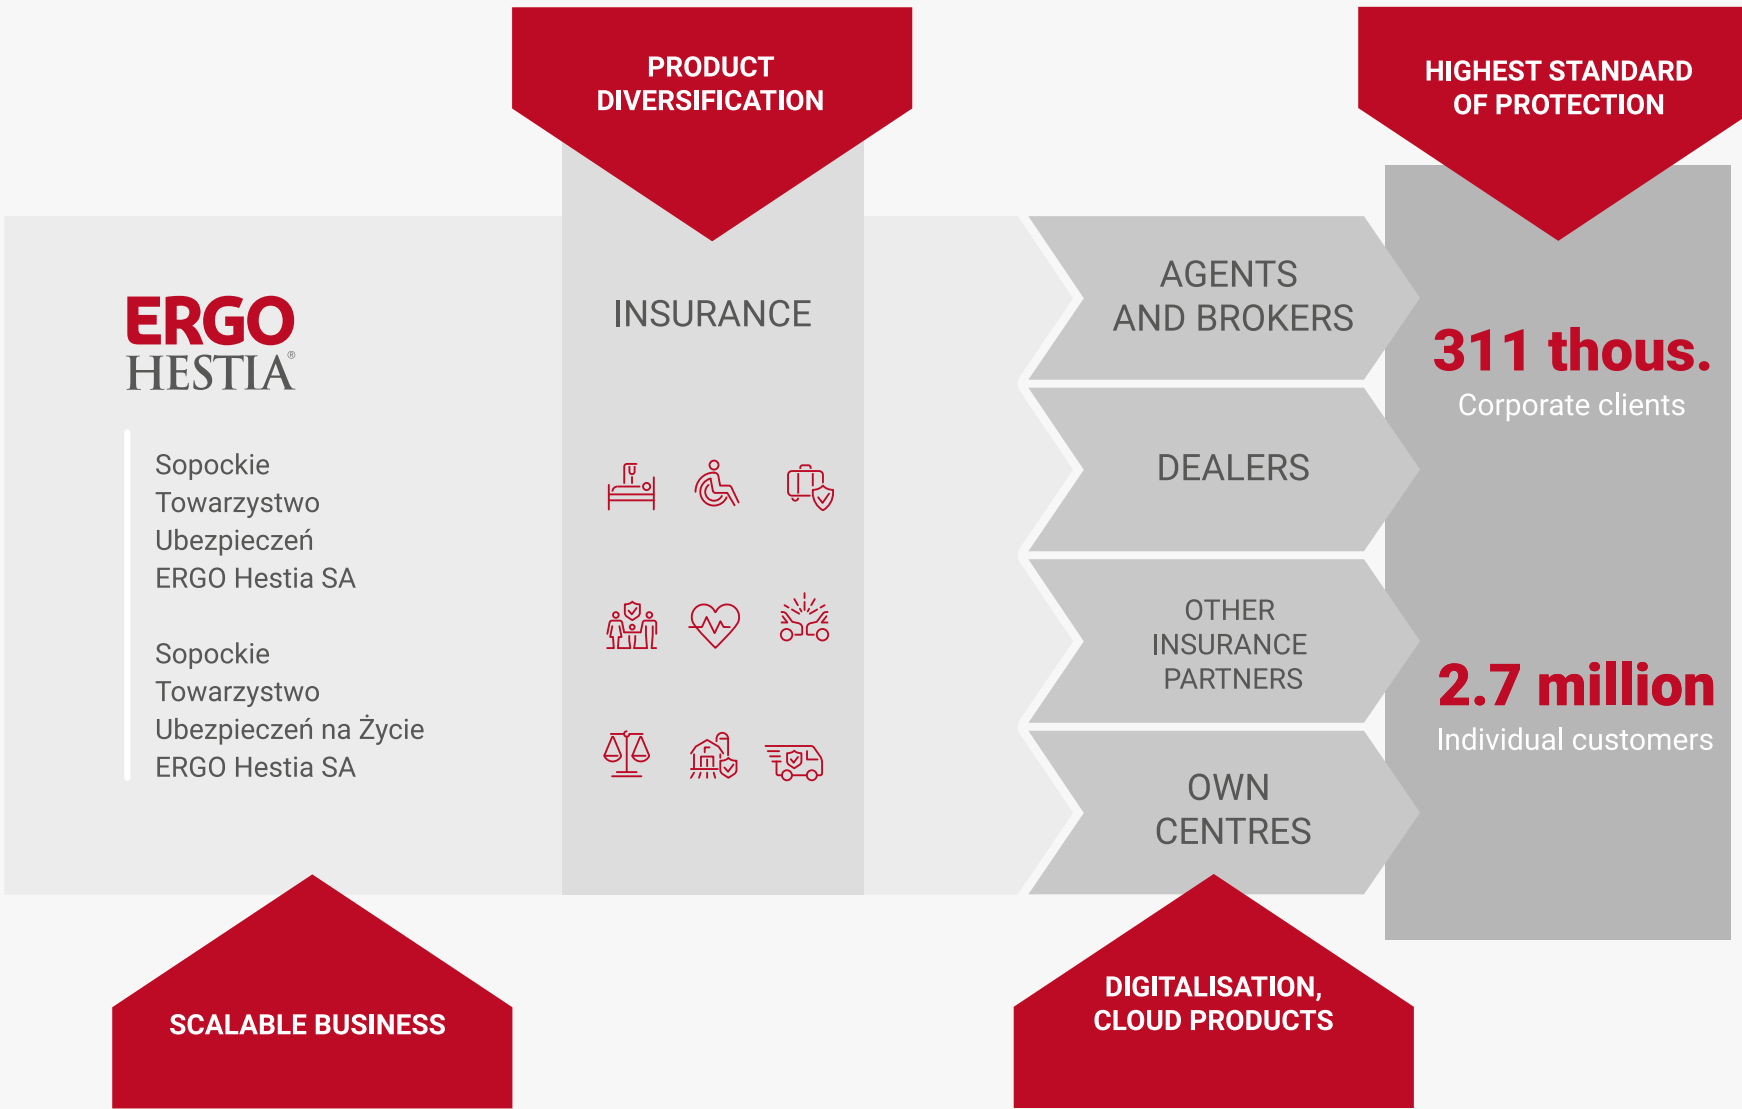 PRODUCT
DIVERSIFICATION
HIGHEST STANDARD
OF PROTECTION
ERGO
HESTIA®
Sopockie
Towarzystwo
Ubezpieczeń
ERGO Hestia SA
Sopockie
Towarzystwo
Ubezpieczeń na Życie
ERGO Hestia SA
INSURANCE
AGENTS
AND BROKERS
DEALERS
OTHER
INSURANCE
PARTNERS
OWN
CENTRES
311 thous.
Corporate clients
2.7 million
Individual customers
SCALABLE BUSINESS
DIGITALISATION,
CLOUD PRODUCTS